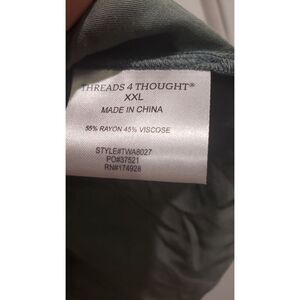 THREADS 4 THOUGHT®
XXL
MADE IN CHINA
55% RAYON 45% VISCOSE
STYLE#TWA8027
PO#37521
RN#174928